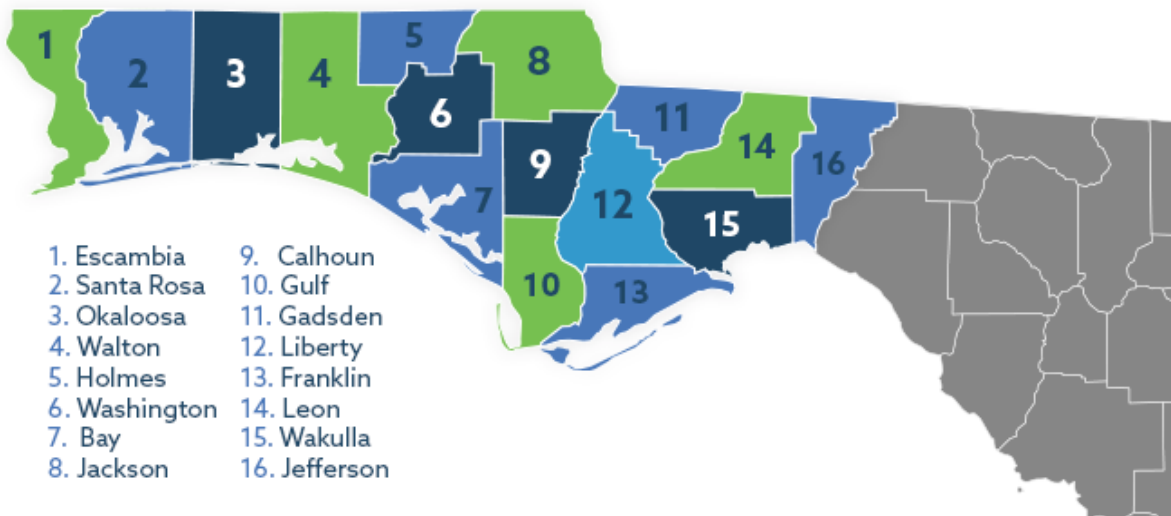 1
2
3
4
5
6
7
8
9
10
11
12
13
14
15
16
1. Escambia
2. Santa Rosa
3. Okaloosa
4. Walton
5. Holmes
6. Washington
7. Bay
8. Jackson
9. Calhoun
10. Gulf
11. Gadsden
12. Liberty
13. Franklin
14. Leon
15. Wakulla
16. Jefferson